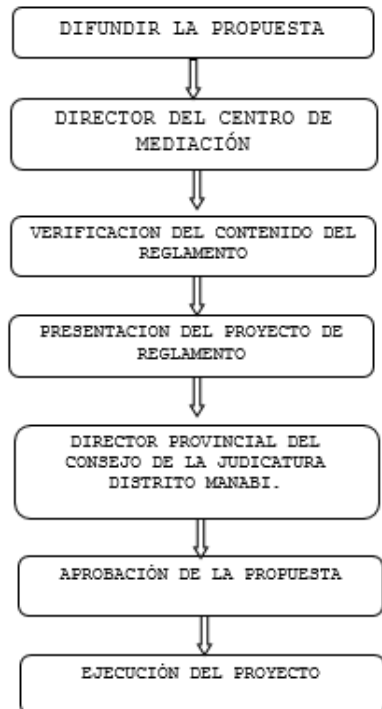 DIFUNDIR LA PROPUESTA
DIRECTOR DEL CENTRO DE
MEDIACIÓN
VERIFICACION DEL CONTENIDO DEL
REGLAMENTO
PRESENTACION DEL PROYECTO DE
REGLAMENTO
DIRECTOR PROVINCIAL DEL
CONSEJO DE LA JUDICATURA
DISTRITO MANABI.
APROBACIÓN DE LA PROPUESTA
EJECUCIÓN DEL PROYECTO